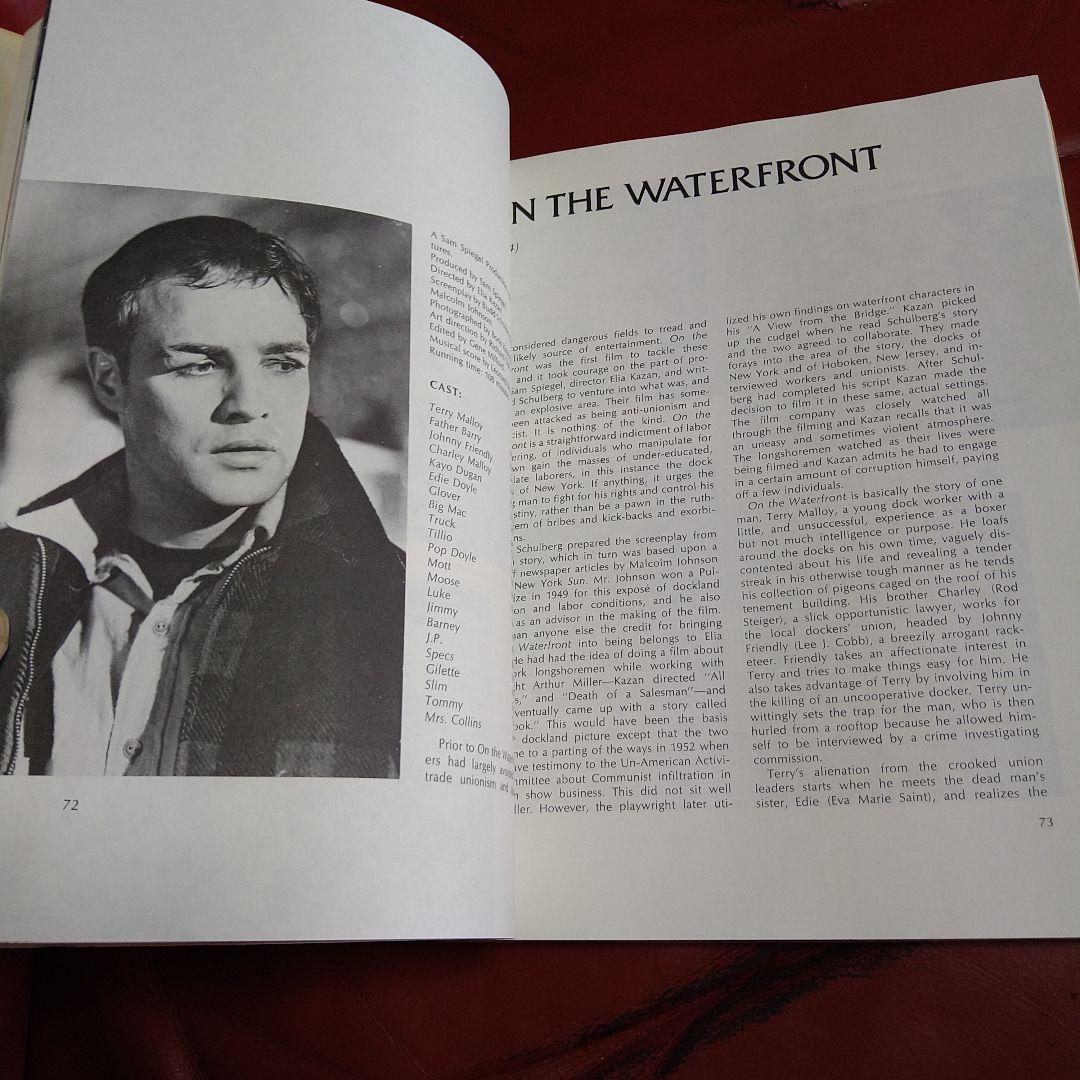 N THE WATERFRONT
4)
A Sam Spiegel Production
tures.
Produced by Sam Spiegel
Directed by Elia Kazan
Screenplay by Budd
Malcolm Johnson.
Photographed by Boris
Art direction by Richard
Edited by Gene Milford
Musical score by Leonard
Running time: 108
CAST:
Terry Malloy
Father Barry
Johnny Friendly
Charley Malloy
Kayo Dugan
Edie Doyle
Glover
Big Mac
Truck
Tillio
Pop Doyle
Mott
Moose
Luke
Jimmy
Barney
J.P.
Specs
Gilette
Slim
Tommy
Mrs. Collins
Prior to On the
ers had largely
trade unionism and
72
onsidered dangerous fields to tread and
likely source of entertainment. On the
ront was the first film to tackle these
and it took courage on the part of pro-
am Spiegel, director Elia Kazan, and writ-
d Schulberg to venture into what was, and
an explosive area. Their film has some-
been attacked as being anti-unionism and
cist. It is nothing of the kind. On the
ont is a straightforward indictment of labor
ering, of individuals who manipulate for
own gain the masses of under-educated,
late laborers, in this instance the dock
s of New York. If anything, it urges the
g man to fight for his rights and control his
stiny, rather than be a pawn in the ruth-
tem of bribes and kick-backs and exorbi-
ns.
Schulberg prepared the screenplay from
n story, which in turn was based upon a
f newspaper articles by Malcolm Johnson
New York Sun. Mr. Johnson won a Pul-
ize in 1949 for this expose of dockland
on and labor conditions, and he also
as an advisor in the making of the film.
han anyone else the credit for bringing
Waterfront into being belongs to Elia
He had had the idea of doing a film about
ork longshoremen while working with
ght Arthur Miller—Kazan directed "All
s," and "Death of a Salesman"—and
ventually came up with a story called
ook." This would have been the basis
dockland picture except that the two
me to a parting of the ways in 1952 when
ave testimony to the Un-American Activi-
mmittee about Communist infiltration in
n show business. This did not sit well
ller. However, the playwright later uti-
lized his own findings on waterfront characters in
his "A View from the Bridge." Kazan picked
up the cudgel when he read Schulberg's story
and the two agreed to collaborate. They made
forays into the area of the story, the docks of
New York and of Hoboken, New Jersey, and in-
terviewed workers and unionists. After Schul-
berg had completed his script Kazan made the
decision to film it in these same, actual settings.
The film company was closely watched all
through the filming and Kazan recalls that it was
an uneasy and sometimes violent atmosphere.
The longshoremen watched as their lives were
being filmed and Kazan admits he had to engage
in a certain amount of corruption himself, paying
off a few individuals.
On the Waterfront is basically the story of one
man, Terry Malloy, a young dock worker with a
little, and unsuccessful, experience as a boxer
but not much intelligence or purpose. He loafs
around the docks on his own time, vaguely dis-
contented about his life and revealing a tender
streak in his otherwise tough manner as he tends
his collection of pigeons caged on the roof of his
tenement building. His brother Charley (Rod
Steiger), a slick opportunistic lawyer, works for
the local dockers' union, headed by Johnny
Friendly (Lee J. Cobb), a breezily arrogant rack-
eteer. Friendly takes an affectionate interest in
Terry and tries to make things easy for him. He
also takes advantage of Terry by involving him in
the killing of an uncooperative docker. Terry un-
wittingly sets the trap for the man, who is then
hurled from a rooftop because he allowed him-
self to be interviewed by a crime investigating
commission.
Terry's alienation from the crooked union
leaders starts when he meets the dead man's
sister, Edie (Eva Marie Saint), and realizes the
73